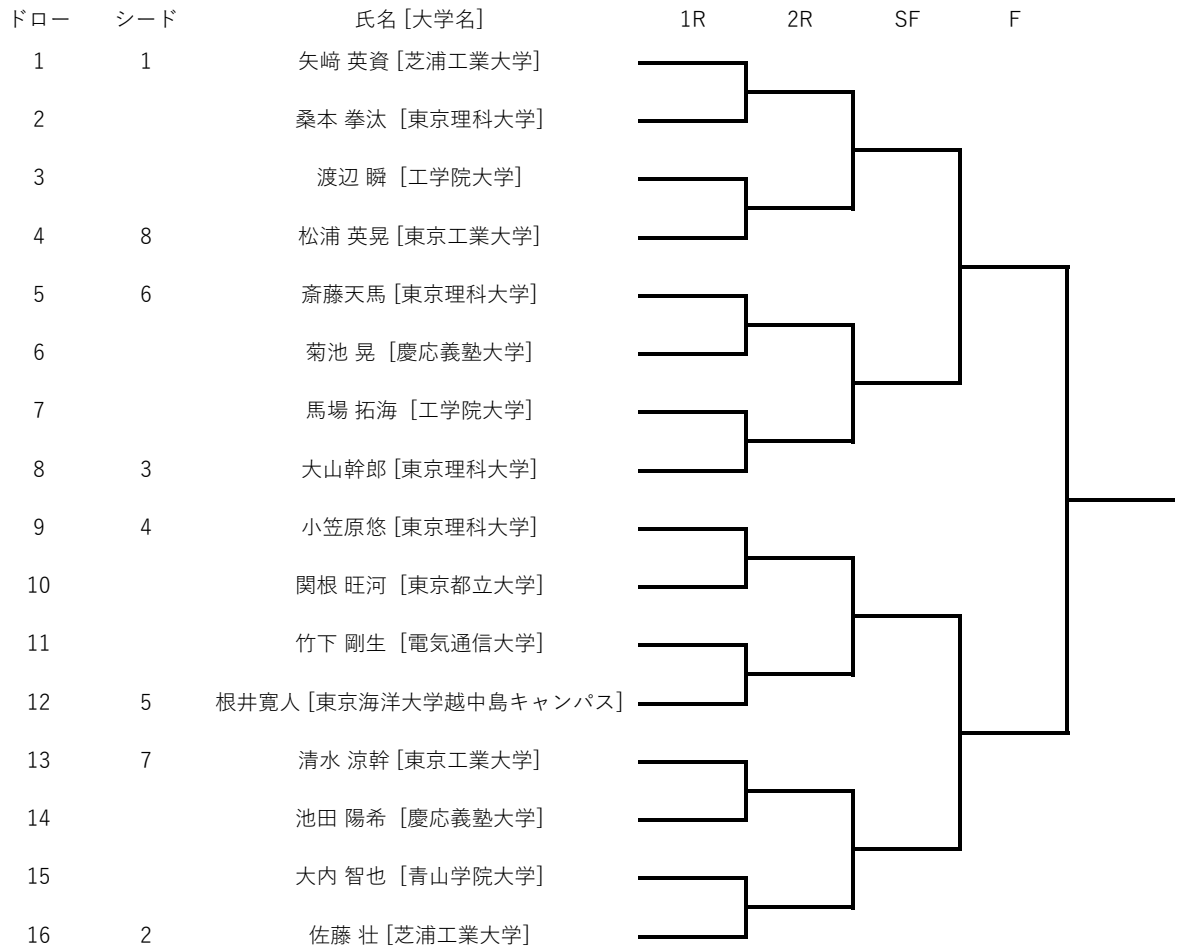 ドロー シード 氏名 [大学名] 1R 2R SF F
1 1 矢﨑 英資 [芝浦工業大学]
2 桑本 拳汰 [東京理科大学]
3 渡辺 瞬 [工学院大学]
4 8 松浦 英晃 [東京工業大学]
5 6 斎藤天馬 [東京理科大学]
6 菊池 晃 [慶応義塾大学]
7 馬場 拓海 [工学院大学]
8 3 大山幹郎 [東京理科大学]
9 4 小笠原悠 [東京理科大学]
10 関根 旺河 [東京都立大学]
11 竹下 剛生 [電気通信大学]
12 5 根井寛人 [東京海洋大学越中島キャンパス]
13 7 清水 涼幹 [東京工業大学]
14 池田 陽希 [慶応義塾大学]
15 大内 智也 [青山学院大学]
16 2 佐藤 壮 [芝浦工業大学]